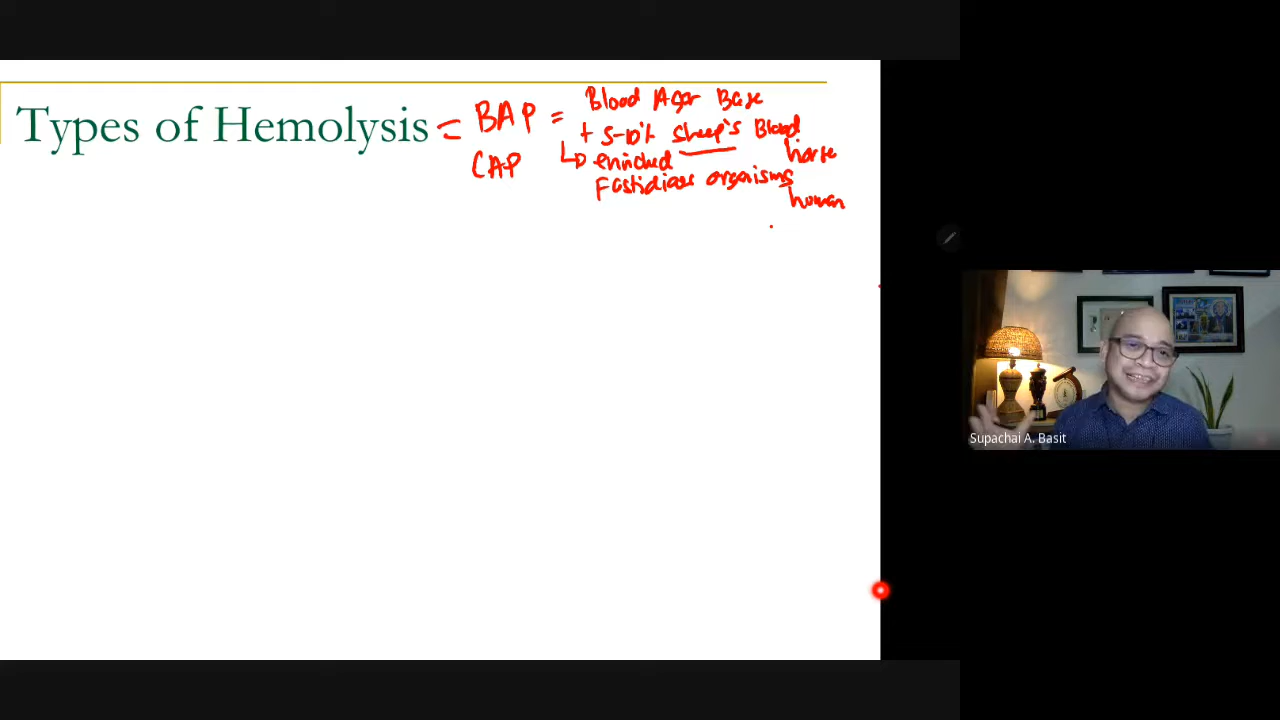 Types of Hemolysis = BAP = Blood Agar Base
+ 5-10% sheep's Blood
horse
CAP
↳ enriched
Fastidious organisms
human
Supachai A. Basit